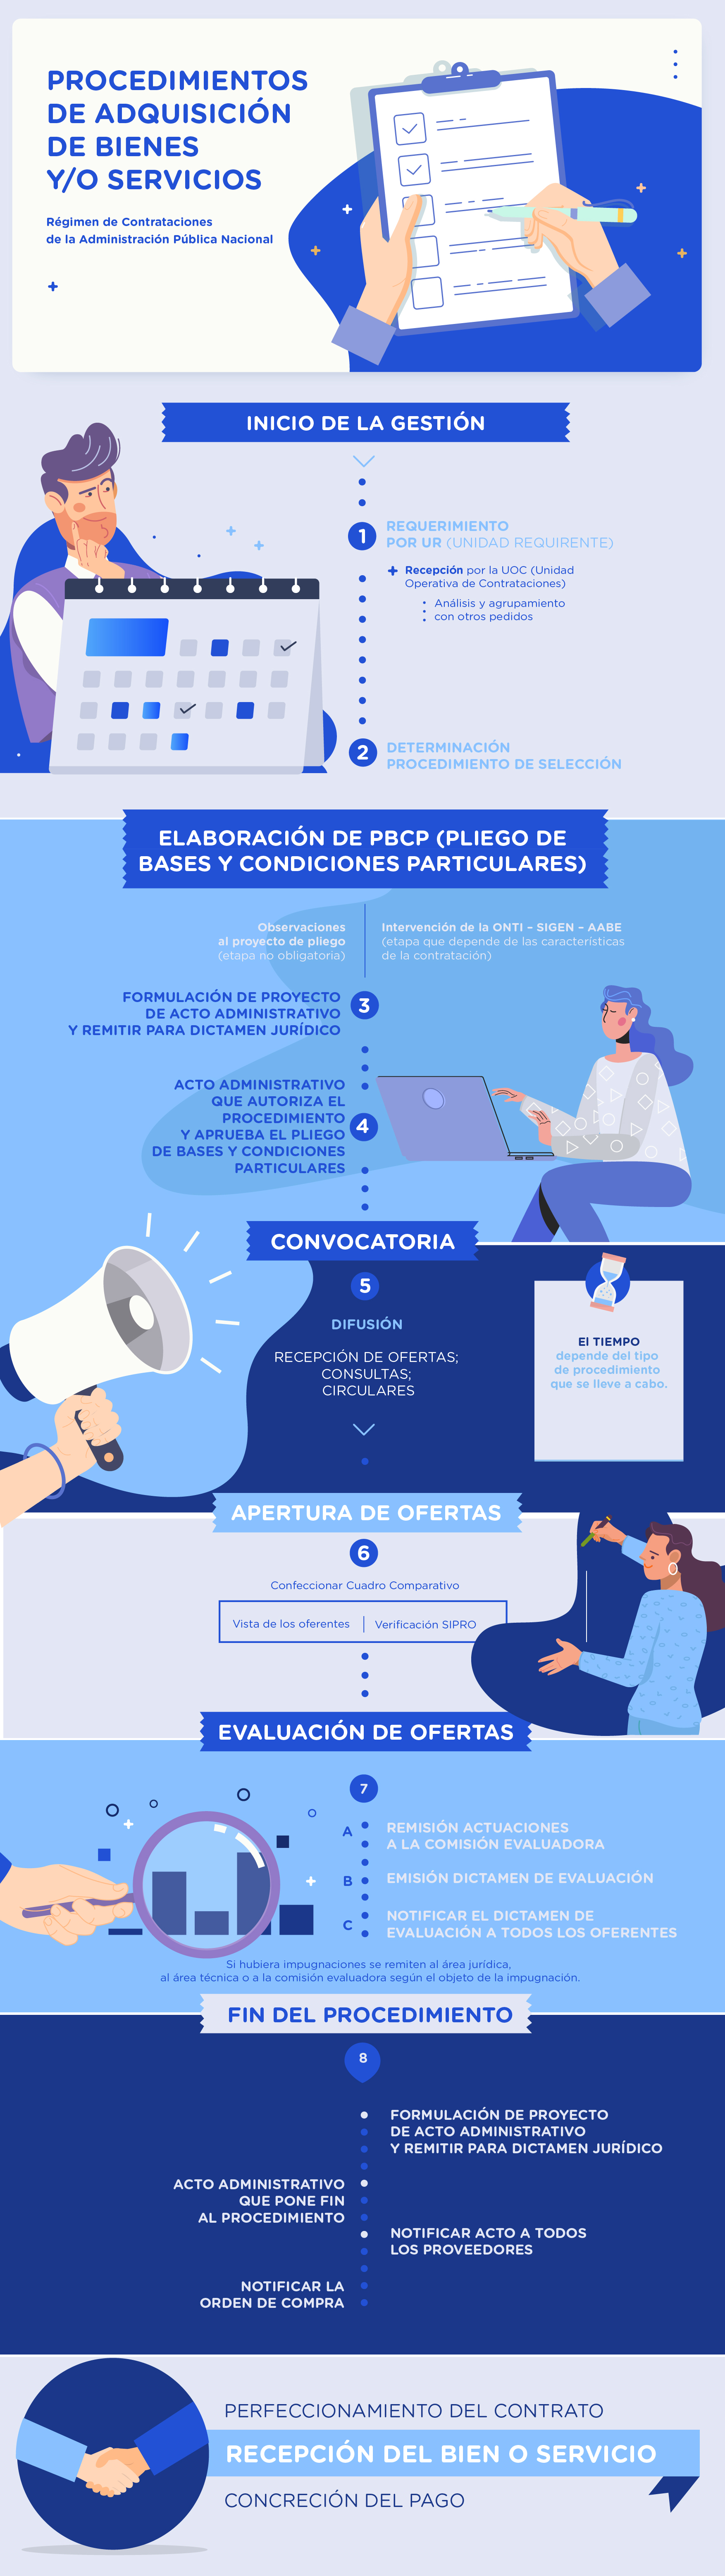 PROCEDIMIENTOS
DE ADQUISICIÓN
DE BIENES
Y/O SERVICIOS
Régimen de Contrataciones
de la Administración Pública Nacional
INICIO DE LA GESTIÓN
1
REQUERIMIENTO
POR UR (UNIDAD REQUIRENTE)
Recepción por la UOC (Unidad
Operativa de Contrataciones)
Análisis y agrupamiento
con otros pedidos
2
DETERMINACIÓN
PROCEDIMIENTO DE SELECCIÓN
ELABORACIÓN DE PBCP (PLIEGO DE
BASES Y CONDICIONES PARTICULARES)
Observaciones
al proyecto de pliego
(etapa no obligatoria)
Intervención de la ONTI – SIGEN – AABE
(etapa que depende de las características
de la contratación)
FORMULACIÓN DE PROYECTO
DE ACTO ADMINISTRATIVO
Y REMITIR PARA DICTAMEN JURÍDICO
3
ACTO ADMINISTRATIVO
QUE AUTORIZA EL
PROCEDIMIENTO
Y APRUEBA EL PLIEGO
DE BASES Y CONDICIONES
PARTICULARES
4
CONVOCATORIA
5
DIFUSIÓN
RECEPCIÓN DE OFERTAS;
CONSULTAS;
CIRCULARES
El TIEMPO
depende del tipo
de procedimiento
que se lleve a cabo.
APERTURA DE OFERTAS
6
Confeccionar Cuadro Comparativo
Vista de los oferentes | Verificación SIPRO
EVALUACIÓN DE OFERTAS
7
A
REMISIÓN ACTUACIONES
A LA COMISIÓN EVALUADORA
B
EMISIÓN DICTAMEN DE EVALUACIÓN
C
NOTIFICAR EL DICTAMEN DE
EVALUACIÓN A TODOS LOS OFERENTES
Si hubiera impugnaciones se remiten al área jurídica,
al área técnica o a la comisión evaluadora según el objeto de la impugnación.
FIN DEL PROCEDIMIENTO
8
FORMULACIÓN DE PROYECTO
DE ACTO ADMINISTRATIVO
Y REMITIR PARA DICTAMEN JURÍDICO
ACTO ADMINISTRATIVO
QUE PONE FIN
AL PROCEDIMIENTO
NOTIFICAR ACTO A TODOS
LOS PROVEEDORES
NOTIFICAR LA
ORDEN DE COMPRA
PERFECCIONAMIENTO DEL CONTRATO
RECEPCIÓN DEL BIEN O SERVICIO
CONCRECIÓN DEL PAGO